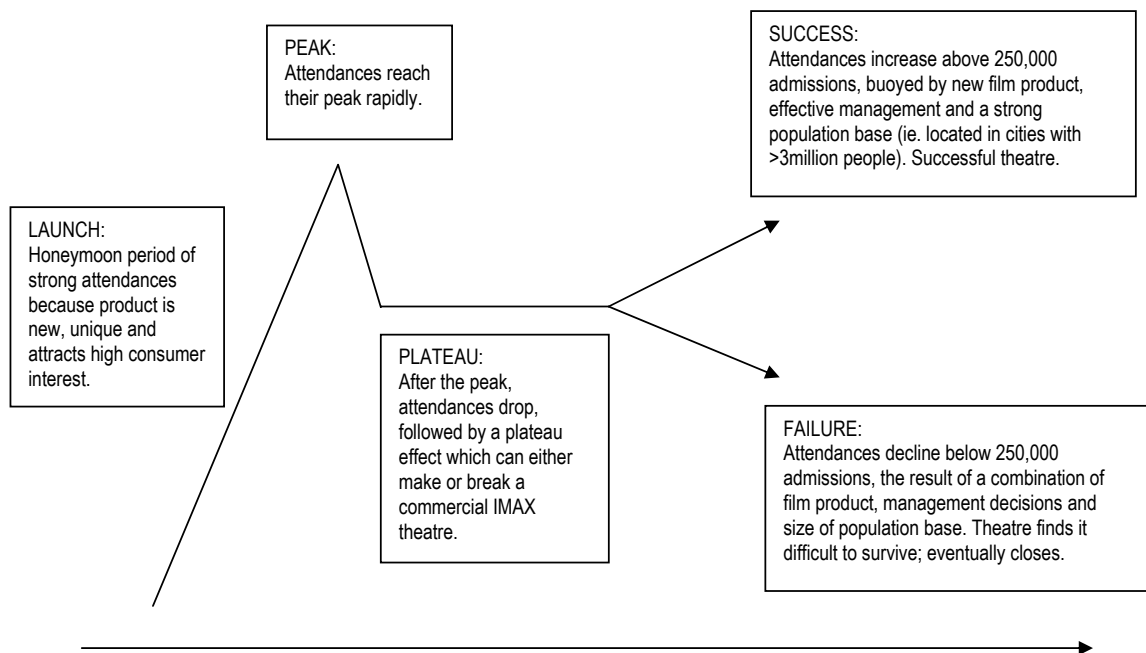 LAUNCH:
Honeymoon period of
strong attendances
because product is
new, unique and
attracts high consumer
interest.
PEAK:
Attendances reach
their peak rapidly.
PLATEAU:
After the peak,
attendances drop,
followed by a plateau
effect which can either
make or break a
commercial IMAX
theatre.
SUCCESS:
Attendances increase above 250,000
admissions, buoyed by new film product,
effective management and a strong
population base (ie. located in cities with
>3million people). Successful theatre.
FAILURE:
Attendances decline below 250,000
admissions, the result of a combination of
film product, management decisions and
size of population base. Theatre finds it
difficult to survive; eventually closes.